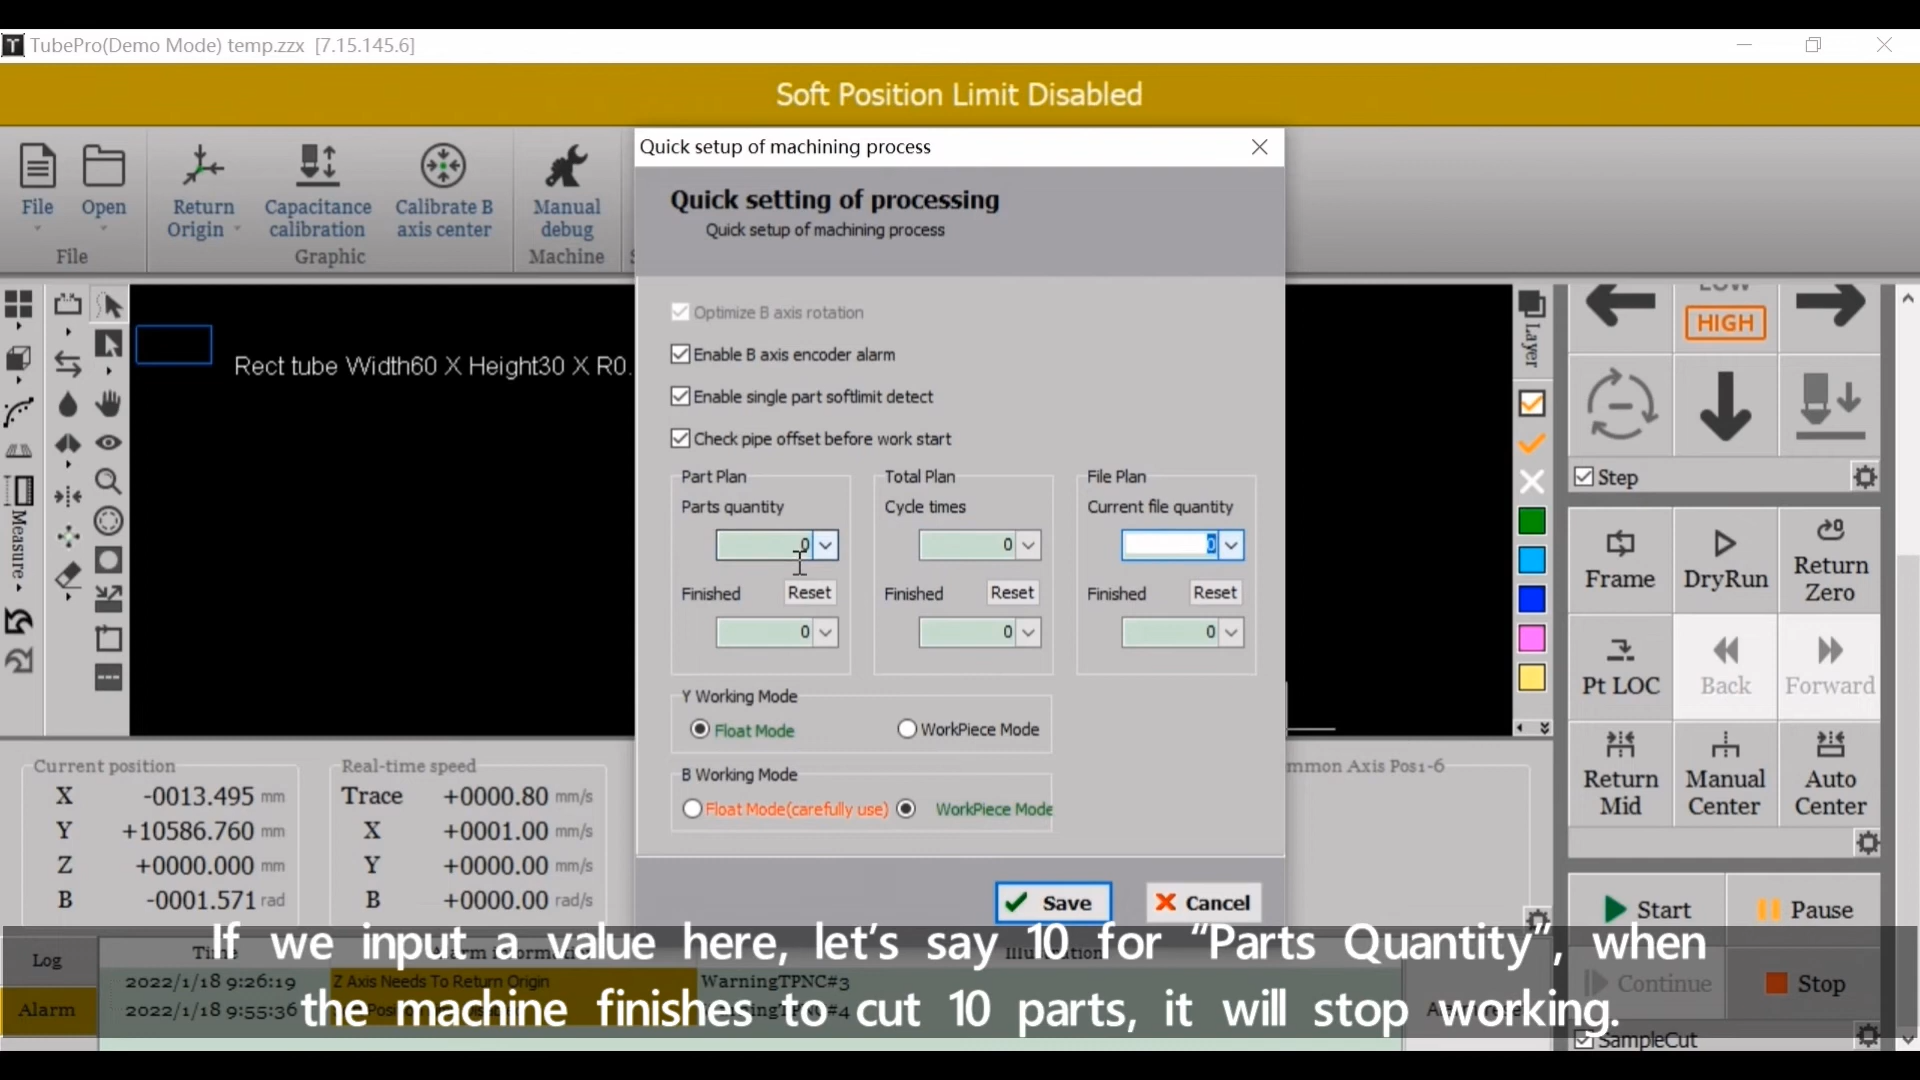 TubePro(Demo Mode) temp.zzx [7.15.145.6]
Soft Position Limit Disabled
File
Open
Return Origin
Capacitance calibration
Calibrate B axis center
Manual debug
File
Graphic
Machine
Quick setup of machining process
Quick setting of processing
Quick setup of machining process
Optimize B axis rotation
Enable B axis encoder alarm
Enable single part softlimit detect
Check pipe offset before work start
Part Plan
Parts quantity
0
Finished
Reset
0
Total Plan
Cycle times
0
Finished
Reset
0
File Plan
Current file quantity
0
Finished
Reset
0
Y Working Mode
Float Mode
WorkPiece Mode
B Working Mode
Float Mode(carefully use)
WorkPiece Mode
Save
Cancel
Rect tube Width60 X Height30 X R0.
Measure
Layer
LOW
HIGH
Step
Frame
DryRun
Return Zero
Pt LOC
Back
Forward
Return Mid
Manual Center
Auto Center
Start
Pause
Continue
Stop
SampleCut
Current position
X -0013.495 mm
Y +10586.760 mm
Z +0000.000 mm
B -0001.571 rad
Real-time speed
Trace +0000.80 mm/s
X +0001.00 mm/s
Y +0000.00 mm/s
B +0000.00 rad/s
mmon Axis Pos1-6
Log
Alarm
2022/1/18 9:26:19 Z Axis Needs To Return Origin WarningTPNC#3
2022/1/18 9:55:36
If we input a value here, let's say 10 for "Parts Quantity", when
the machine finishes to cut 10 parts, it will stop working.